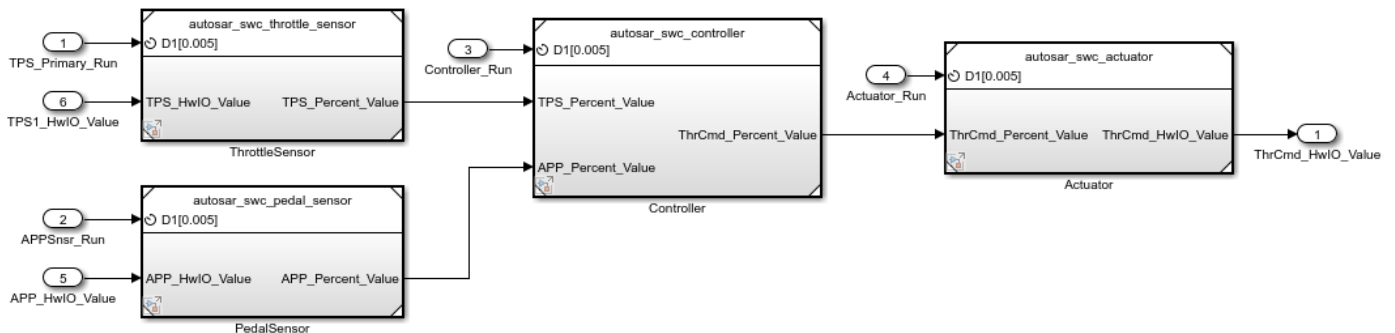 autosar_swc_throttle_sensor
1
D1[0.005]
TPS_Primary_Run
6
TPS_HwIO_Value
TPS_Percent_Value
TPS1_HwIO_Value
ThrottleSensor
autosar_swc_pedal_sensor
2
D1[0.005]
APPSnsr_Run
5
APP_HwIO_Value
APP_Percent_Value
APP_HwIO_Value
PedalSensor
autosar_swc_controller
3
D1[0.005]
Controller_Run
TPS_Percent_Value
ThrCmd_Percent_Value
APP_Percent_Value
Controller
autosar_swc_actuator
4
D1[0.005]
Actuator_Run
ThrCmd_Percent_Value
ThrCmd_HwIO_Value
Actuator
1
ThrCmd_HwIO_Value